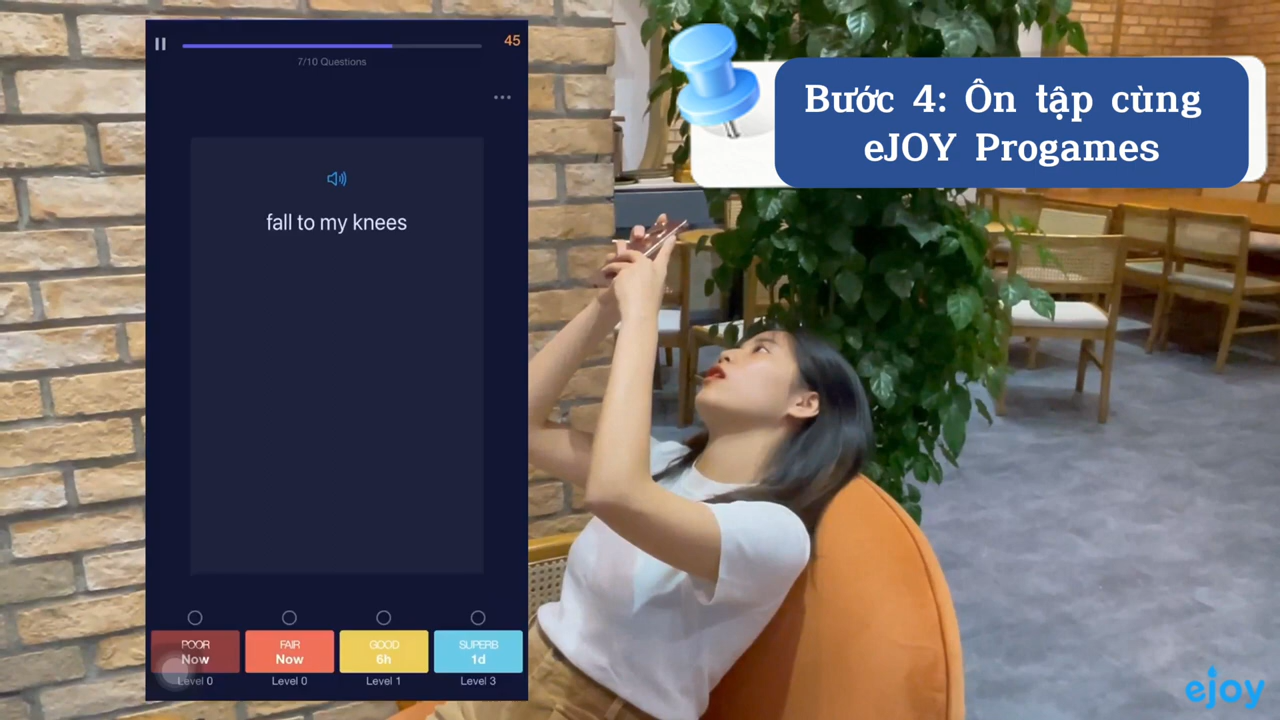 45
7/10 Questions
Bước 4: Ôn tập cùng
eJOY Progames
fall to my knees
POOR FAIR GOOD SUPERB
Now Now 6h 1d
Level 0 Level 0 Level 1 Level 3
ejoy